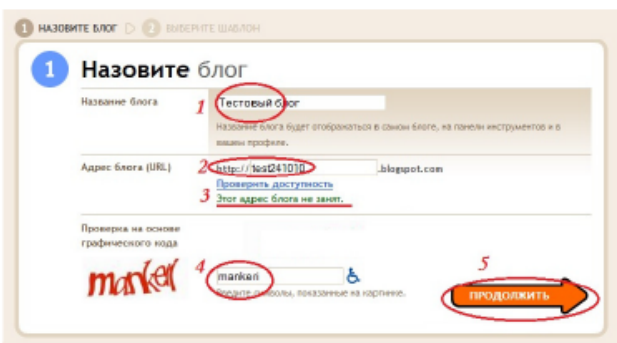 1 НАЗОВИТЕ БЛОГ 2 ВЫБЕРИТЕ ШАБЛОН
1 Назовите блог
Название блога 1 Тестовый блог
Название блога будет отображаться в самом блоге, на панели инструментов и в
вашем профиле.
Адрес блога (URL) 2 http:// test241010 .blogspot.com
Проверить доступность
3 Этот адрес блога не занят.
Проверка на основе
графического кода
mankeri 4 mankeri
Введите символы, показанные на картинке.
5
ПРОДОЛЖИТЬ